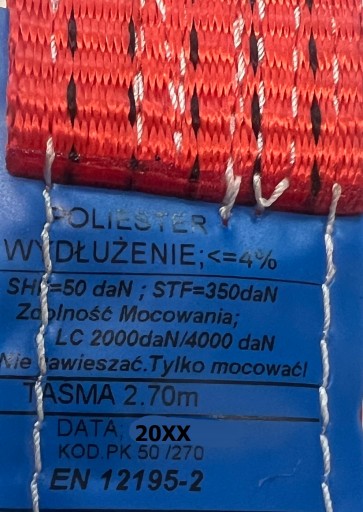 POLIESTER
WYDŁUŻENIE;<=4%
SHF=50 daN ; STF=350daN
Zdolność Mocowania;
LC 2000daN/4000 daN
Nie zawieszać.Tylko mocować!
TAŚMA 2.70m
DATA; 20XX
KOD.PK 50 /270
EN 12195-2